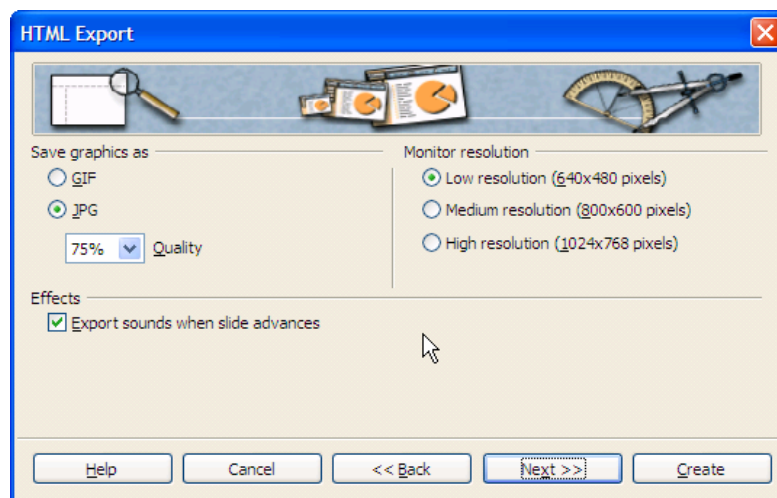 HTML Export
Save graphics as
GIF
JPG
75% Quality
Monitor resolution
Low resolution (640x480 pixels)
Medium resolution (800x600 pixels)
High resolution (1024x768 pixels)
Effects
Export sounds when slide advances
Help Cancel << Back Next >> Create